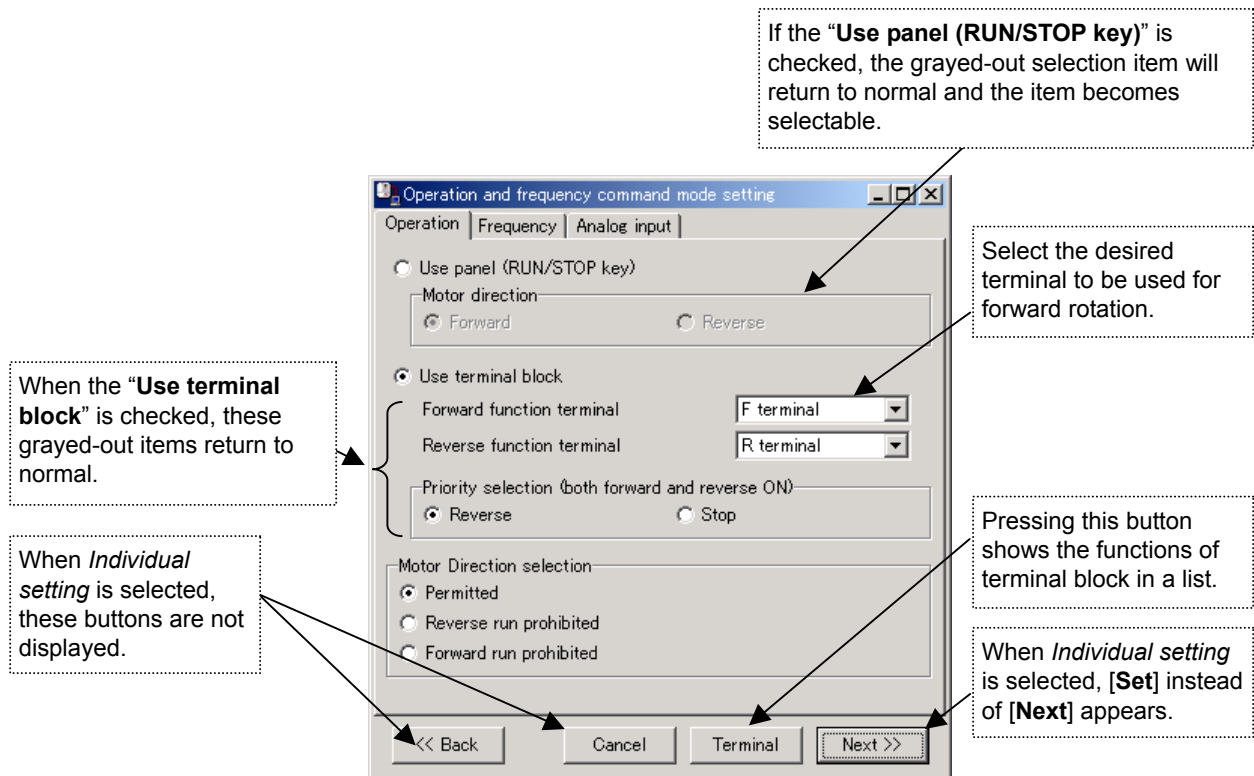 If the “Use panel (RUN/STOP key)” is
checked, the grayed-out selection item will
return to normal and the item becomes
selectable.
Operation and frequency command mode setting
Operation
Frequency
Analog input
Use panel (RUN/STOP key)
Motor direction
Forward
Reverse
Select the desired
terminal to be used for
forward rotation.
When the “Use terminal
block” is checked, these
grayed-out items return to
normal.
Use terminal block
Forward function terminal
F terminal
Reverse function terminal
R terminal
Priority selection (both forward and reverse ON)
Reverse
Stop
When Individual
setting is selected,
these buttons are not
displayed.
Motor Direction selection
Permitted
Reverse run prohibited
Forward run prohibited
Pressing this button
shows the functions of
terminal block in a list.
When Individual setting
is selected, [Set] instead
of [Next] appears.
<< Back
Cancel
Terminal
Next >>